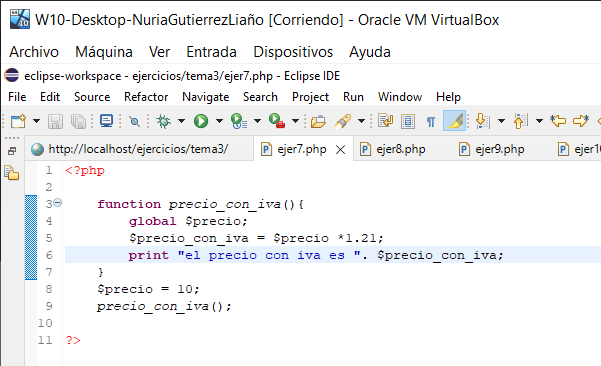 W10-Desktop-NuriaGutierrezLiaño [Corriendo] - Oracle VM VirtualBox
Archivo Máquina Ver Entrada Dispositivos Ayuda
eclipse-workspace - ejercicios/tema3/ejer7.php - Eclipse IDE
File Edit Source Refactor Navigate Search Project Run Window Help
http://localhost/ejercicios/tema3/ ejer7.php ejer8.php ejer9.php ejer1
1 <?php
2
3 function precio_con_iva(){
4 global $precio;
5 $precio_con_iva = $precio *1.21;
6 print "el precio con iva es ". $precio_con_iva;
7 }
8 $precio = 10;
9 precio_con_iva();
10
11 ?>